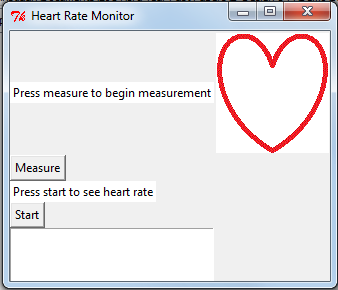 Heart Rate Monitor
Press measure to begin measurement
Measure
Press start to see heart rate
Start